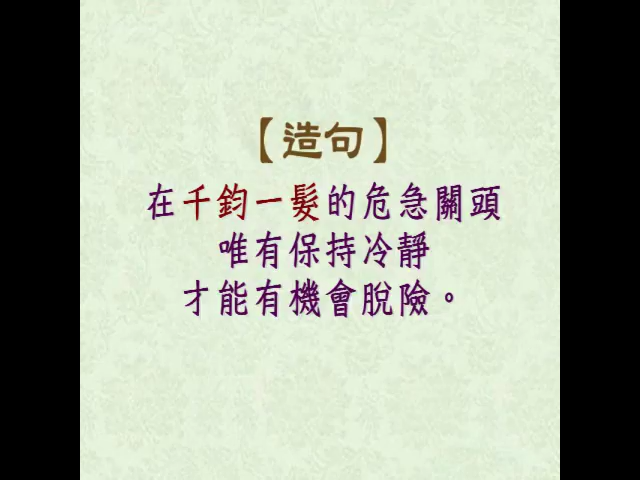 【造句】
在千鈞一髮的危急關頭
唯有保持冷靜
才能有機會脫險。